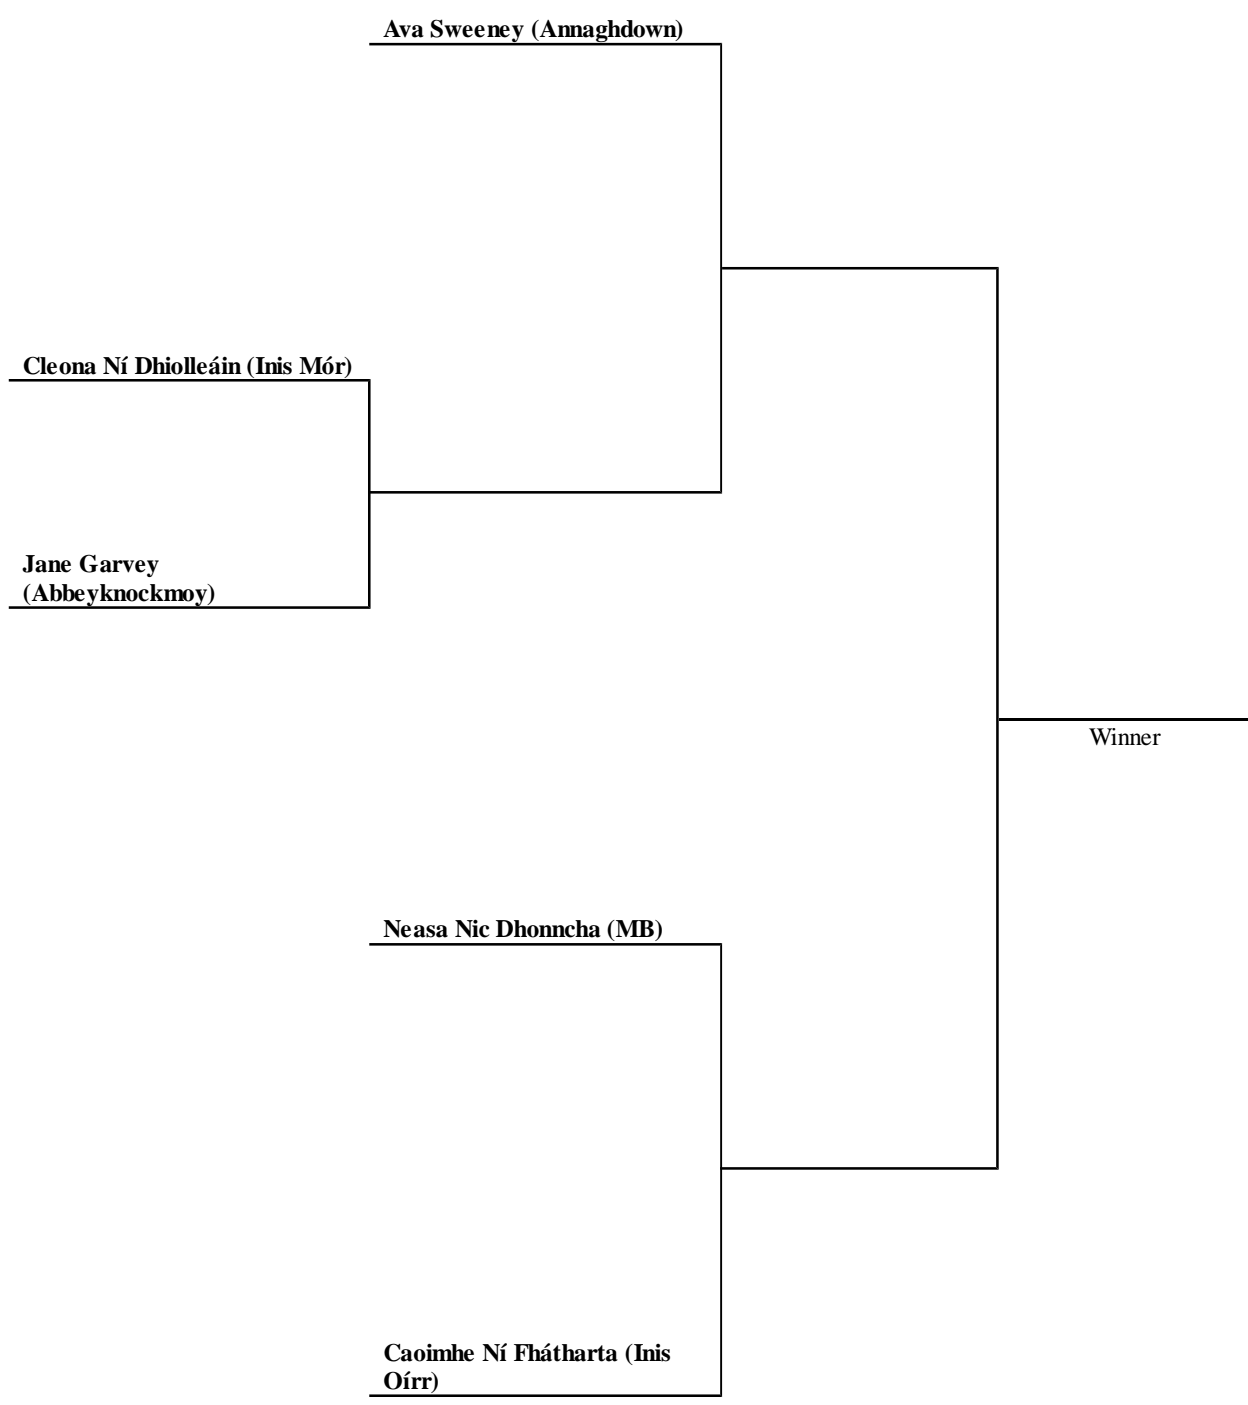 Ava Sweeney (Annaghdown)
Cleona Ní Dhiolleáin (Inis Mór)
Jane Garvey
(Abbeyknockmoy)
Winner
Neasa Nic Dhonncha (MB)
Caoimhe Ní Fhátharta (Inis
Oírr)